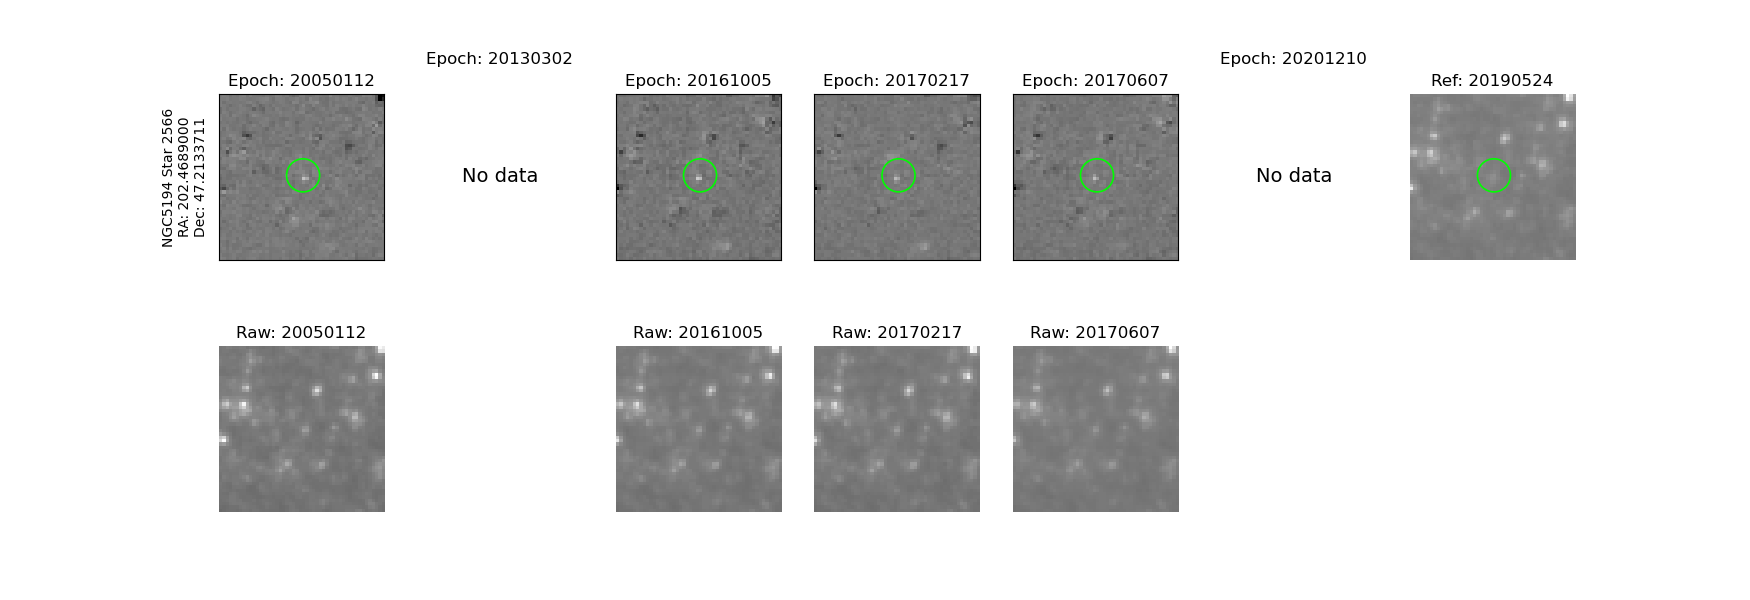 Epoch: 20130302
Epoch: 20201210
Epoch: 20050112
Epoch: 20161005
Epoch: 20170217
Epoch: 20170607
Ref: 20190524
NGC5194 Star 2566
RA: 202.4689000
Dec: 47.2133711
No data
No data
Raw: 20050112
Raw: 20161005
Raw: 20170217
Raw: 20170607